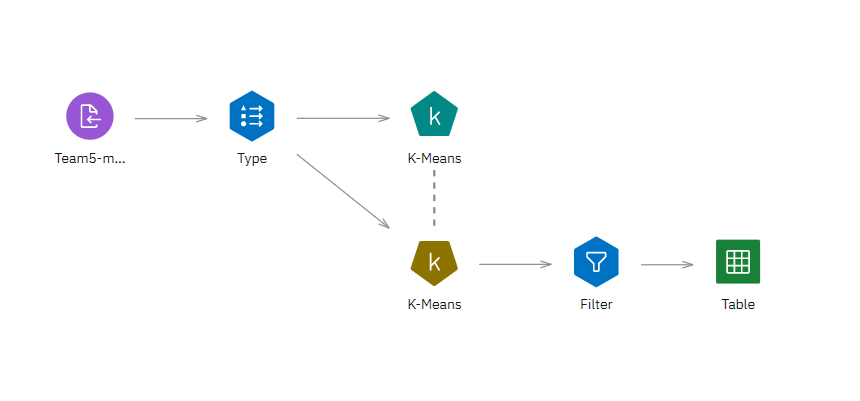 Team5-m...
Type
k
K-Means
k
K-Means
Filter
Table